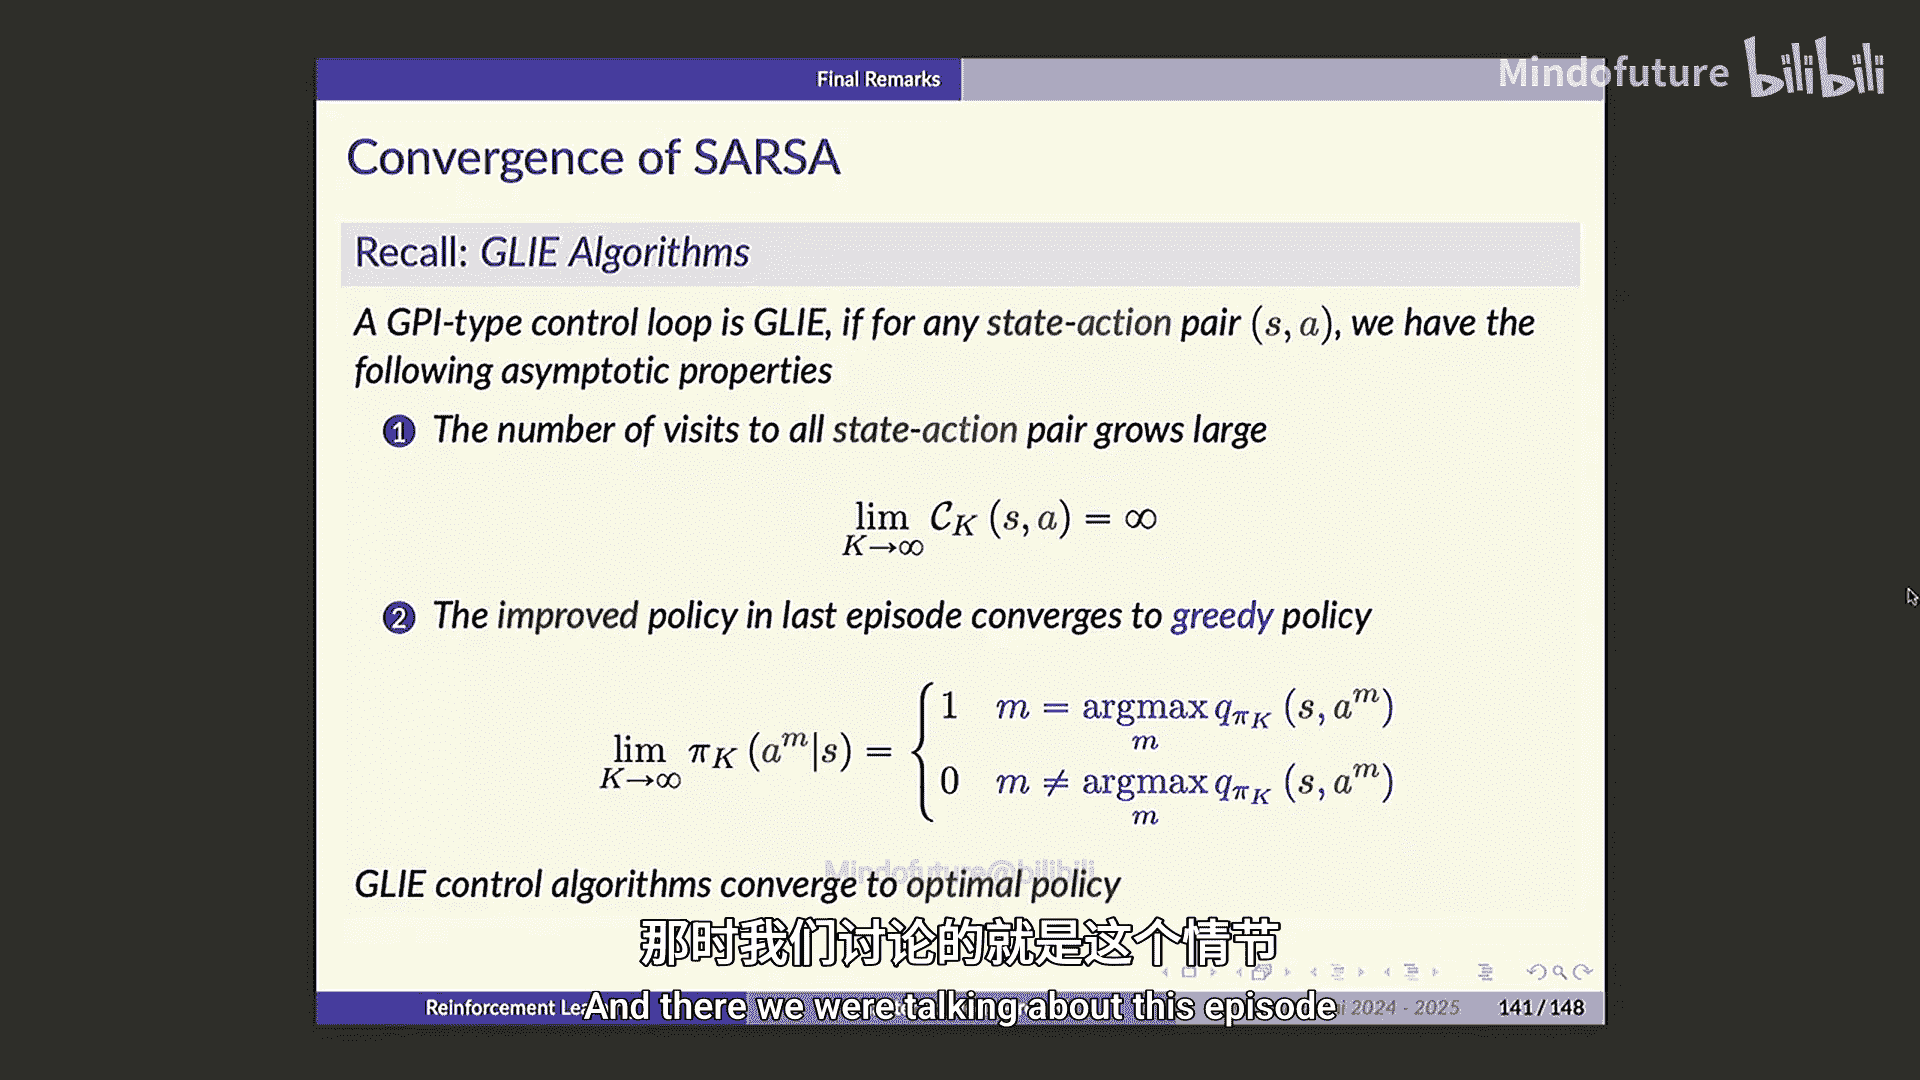 Final Remarks
Mindofuture bilibili
Convergence of SARSA
Recall: GLIE Algorithms
A GPI-type control loop is GLIE, if for any state-action pair (s, a), we have the
following asymptotic properties
1 The number of visits to all state-action pair grows large
lim K→∞ C_K (s, a) = ∞
2 The improved policy in last episode converges to greedy policy
lim K→∞ π_K (a^m|s) = { 1 m = argmax_m q_{π_K} (s, a^m)
0 m ≠ argmax_m q_{π_K} (s, a^m)
Mindofuture@bilibili
GLIE control algorithms converge to optimal policy
那时我们讨论的就是这个情节
And there we were talking about this episode
Reinforcement 2024 - 2025 141 / 148